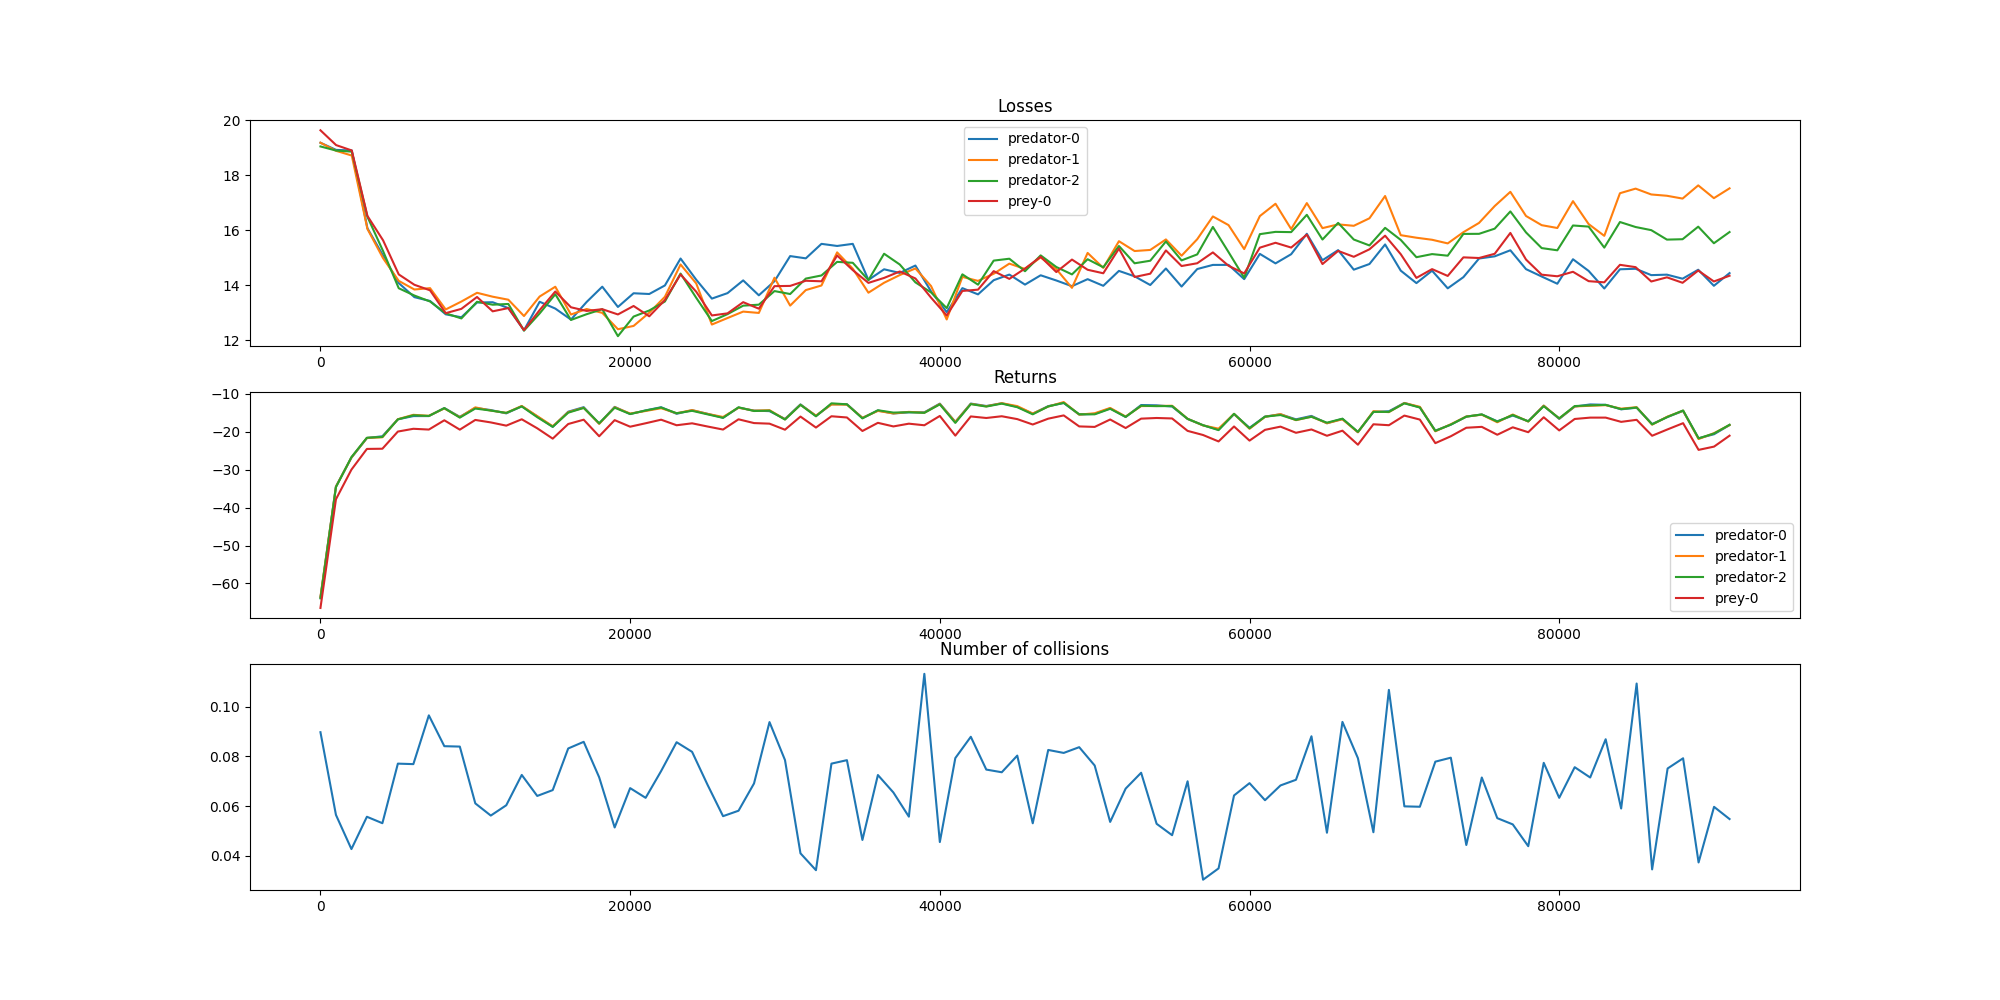 Losses
20
18
16
14
12
predator-0
predator-1
predator-2
prey-0
0 20000 40000 60000 80000
Returns
−10
−20
−30
−40
−50
−60
predator-0
predator-1
predator-2
prey-0
0 20000 40000 60000 80000
Number of collisions
0.10
0.08
0.06
0.04
0 20000 40000 60000 80000